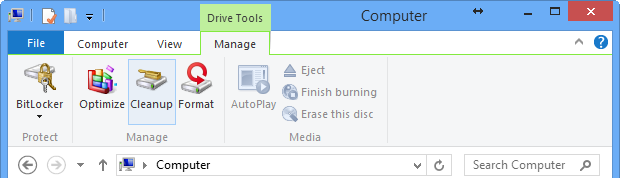 Drive Tools
Computer
File Computer View Manage
BitLocker
Optimize Cleanup Format
AutoPlay
Eject
Finish burning
Erase this disc
Protect Manage Media
Computer
Search Computer